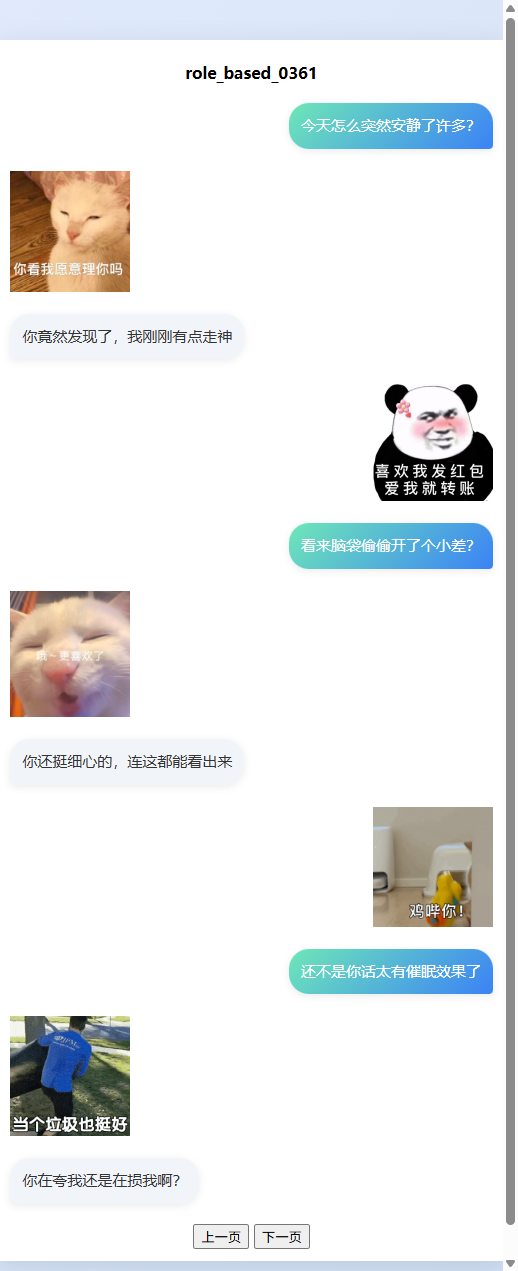 role_based_0361
今天怎么突然安静了许多？
你看我愿意理你吗
你竟然发现了，我刚刚有点走神
喜欢我发红包
爱我就转账
看来脑袋偷偷开了个小差？
哦～更喜欢了
你还挺细心的，连这都能看出来
鸡哔你！
还不是你话太有催眠效果了
当个垃圾也挺好
你在夸我还是在损我啊？
上一页 下一页